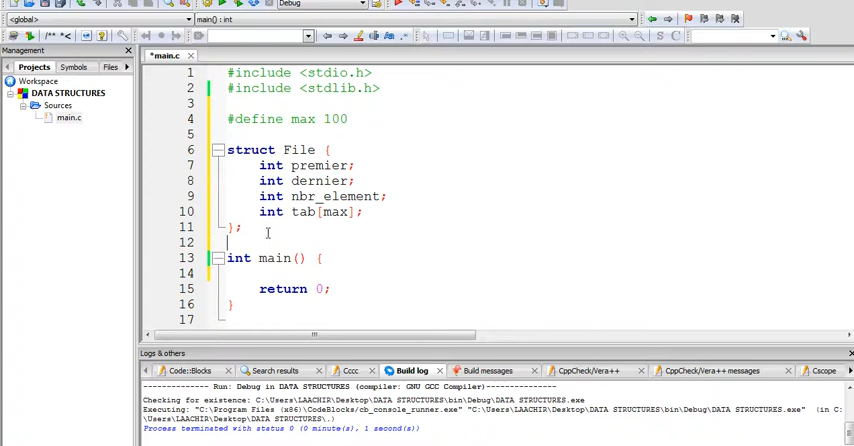 Debug
<global>
main() : int
/** *<
S C
Management
*main.c
Projects Symbols Files
Workspace
DATA STRUCTURES
Sources
main.c
1 #include <stdio.h>
2 #include <stdlib.h>
3
4 #define max 100
5
6 struct File {
7 int premier;
8 int dernier;
9 int nbr_element;
10 int tab[max];
11 };
12
13 int main() {
14
15 return 0;
16 }
17
Logs & others
Code::Blocks Search results Cccc Build log Build messages CppCheck/Vera++ CppCheck/Vera++ messages Cscope
-------------- Run: Debug in DATA STRUCTURES (compiler: GNU GCC Compiler)---------------
Checking for existence: C:\Users\LAACHIR\Desktop\DATA STRUCTURES\bin\Debug\DATA STRUCTURES.exe
Executing: "C:\Program Files (x86)\CodeBlocks/cb_console_runner.exe" "C:\Users\LAACHIR\Desktop\DATA STRUCTURES\bin\Debug\DATA STRUCTURES.exe" (in C:
\Users\LAACHIR\Desktop\DATA STRUCTURES\.)
Process terminated with status 0 (0 minute(s), 1 second(s))